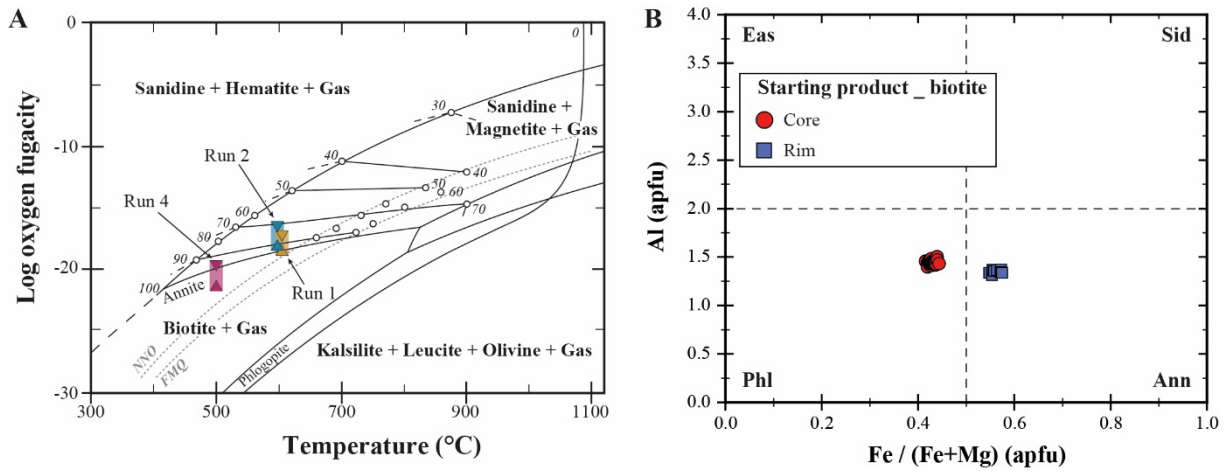 A
Log oxygen fugacity
0
-10
-20
-30
300
500
700
900
1100
Temperature (°C)
Sanidine + Hematite + Gas
Sanidine +
Magnetite + Gas
0
30
40
40
50
50
60
60
70
70
80
90
100
Run 2
Run 4
Run 1
Annite
Biotite + Gas
NNO
FMQ
Phlogopite
Kalsilite + Leucite + Olivine + Gas
B
Al (apfu)
4.0
3.5
3.0
2.5
2.0
1.5
1.0
0.5
0.0
0.0
0.2
0.4
0.6
0.8
1.0
Fe / (Fe+Mg) (apfu)
Eas
Sid
Starting product _ biotite
Core
Rim
Phl
Ann